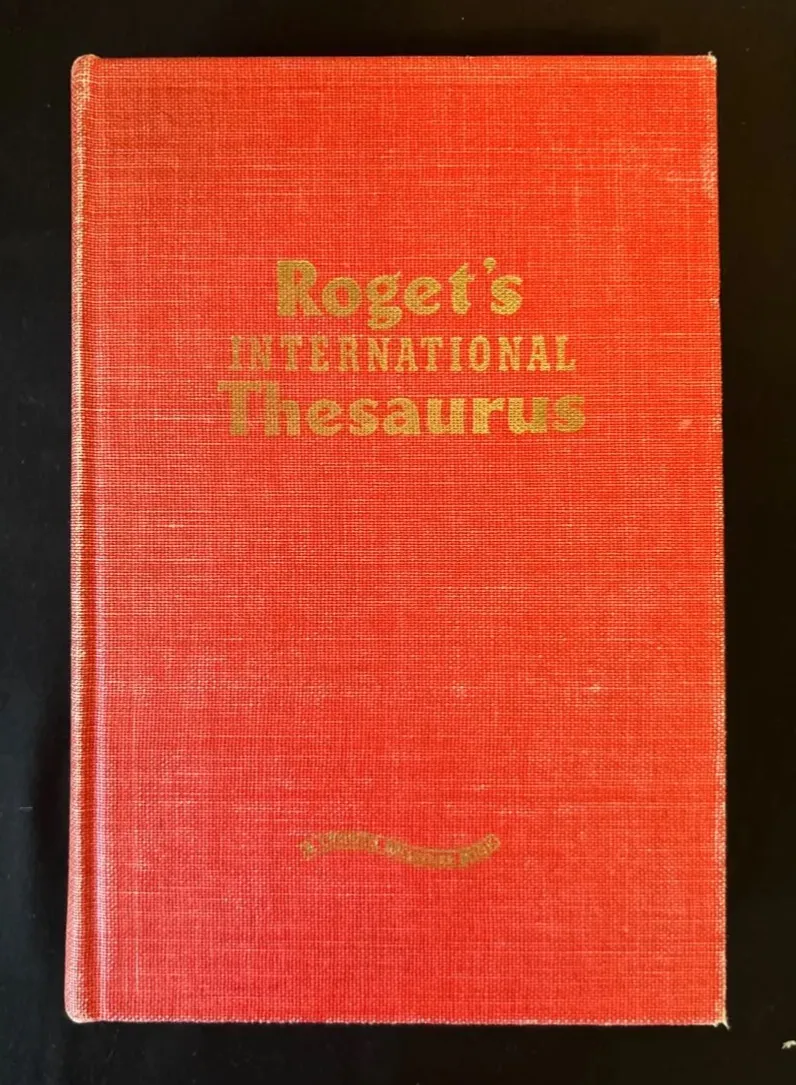 Roget's
INTERNATIONAL
Thesaurus
A